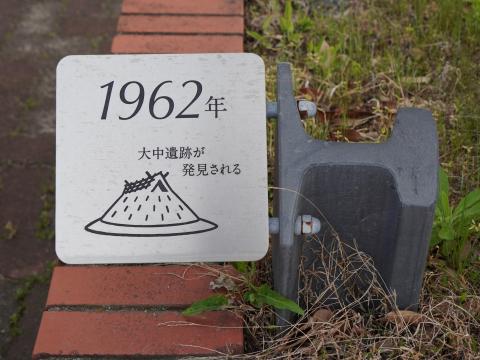 1962年
大中遺跡が
発見される